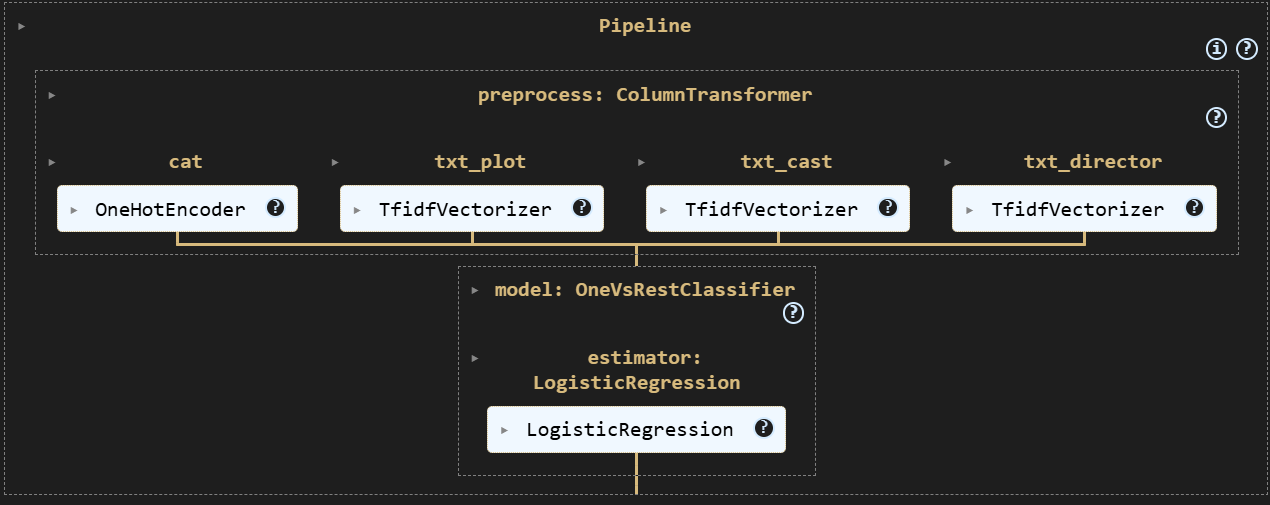 Pipeline
i ?
preprocess: ColumnTransformer
?
cat txt_plot txt_cast txt_director
OneHotEncoder ? TfidfVectorizer ? TfidfVectorizer ? TfidfVectorizer ?
model: OneVsRestClassifier
?
estimator:
LogisticRegression
LogisticRegression ?